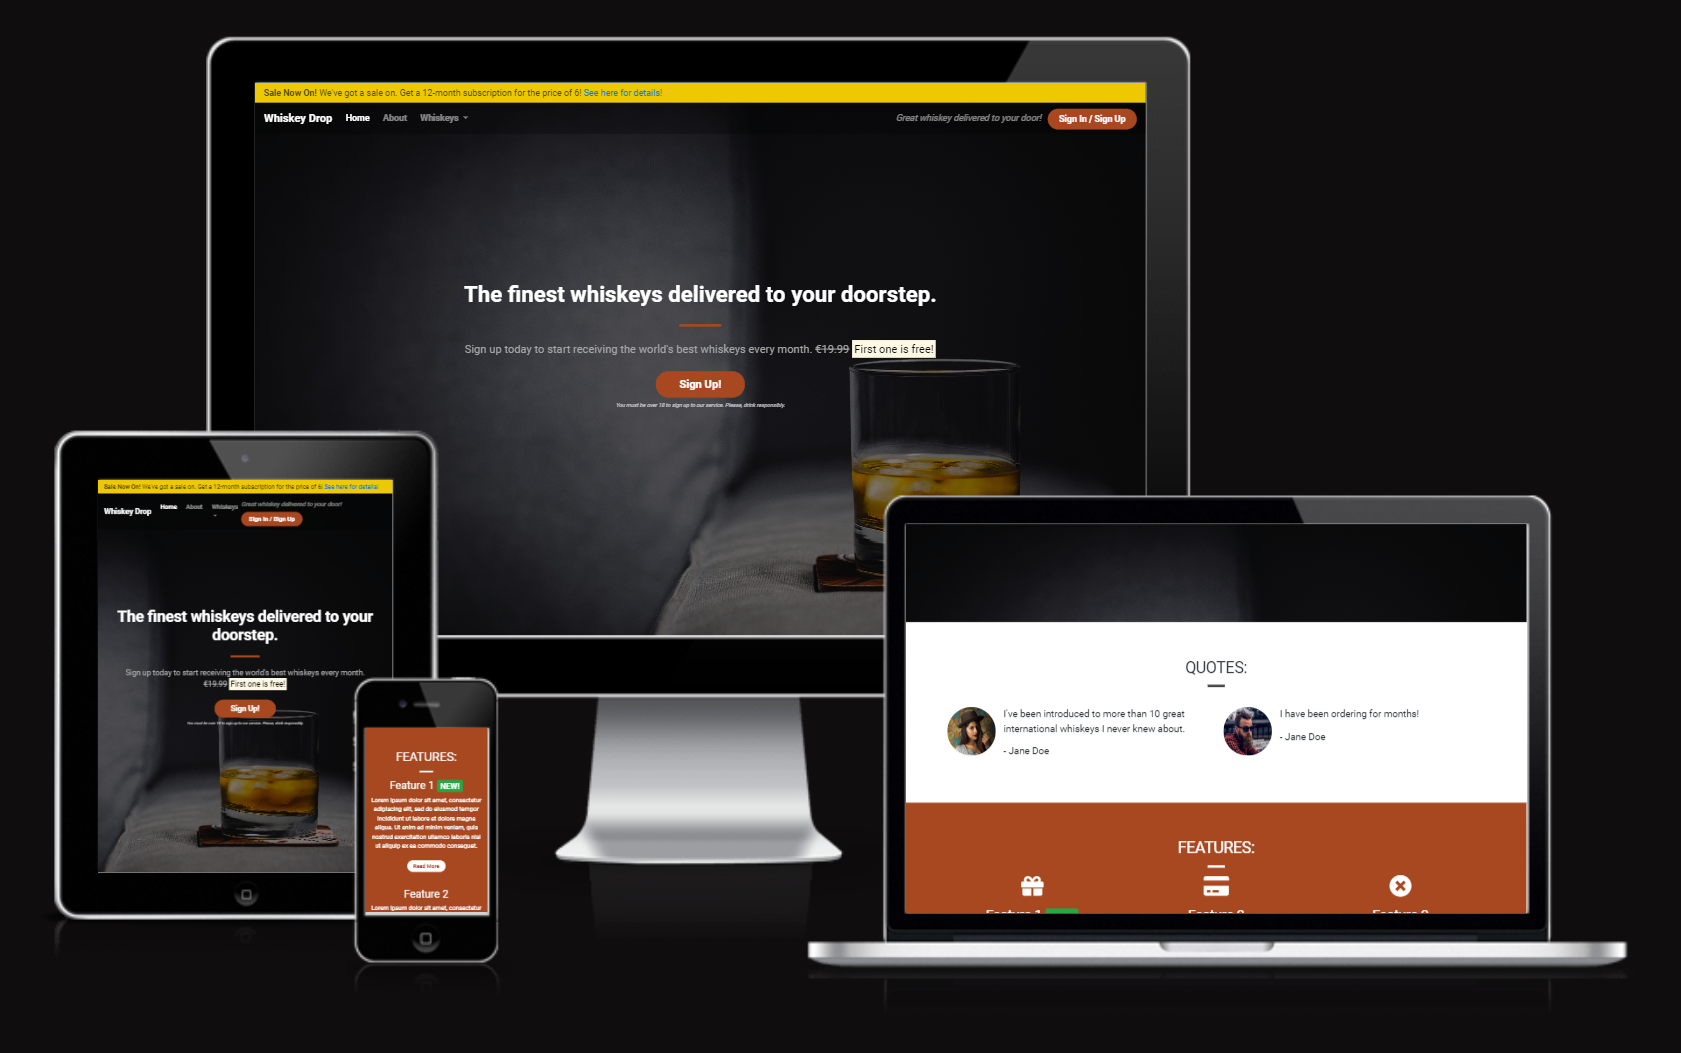 Sale Now On! We've got a sale on. Get a 12-month subscription for the price of 6! See here for details!
Whiskey Drop Home About Whiskeys Great whiskey delivered to your door! Sign In / Sign Up
The finest whiskeys delivered to your doorstep.
Sign up today to start receiving the world's best whiskeys every month. €19.99 First one is free!
Sign Up!
You must be over 18 to sign up to our service. Please, drink responsibly.
Sale Now On! We've got a sale on. Get a 12-month subscription for the price of 6! See here for details!
Whiskey Drop Home About Whiskeys Great whiskey delivered to your door!
Sign In / Sign Up
The finest whiskeys delivered to your
doorstep.
Sign up today to start receiving the world's best whiskeys every month.
€19.99 First one is free!
Sign Up!
You must be over 18 to sign up to our service. Please, drink responsibly.
FEATURES:
Feature 1 NEW!
Lorem ipsum dolor sit amet, consectetur
adipiscing elit, sed do eiusmod tempor
incididunt ut labore et dolore magna
aliqua. Ut enim ad minim veniam, quis
nostrud exercitation ullamco laboris nisi
ut aliquip ex ea commodo consequat.
Read More
Feature 2
Lorem ipsum dolor sit amet, consectetur
QUOTES:
I've been introduced to more than 10 great
international whiskeys I never knew about.
- Jane Doe
I have been ordering for months!
- Jane Doe
FEATURES:
Feature 1